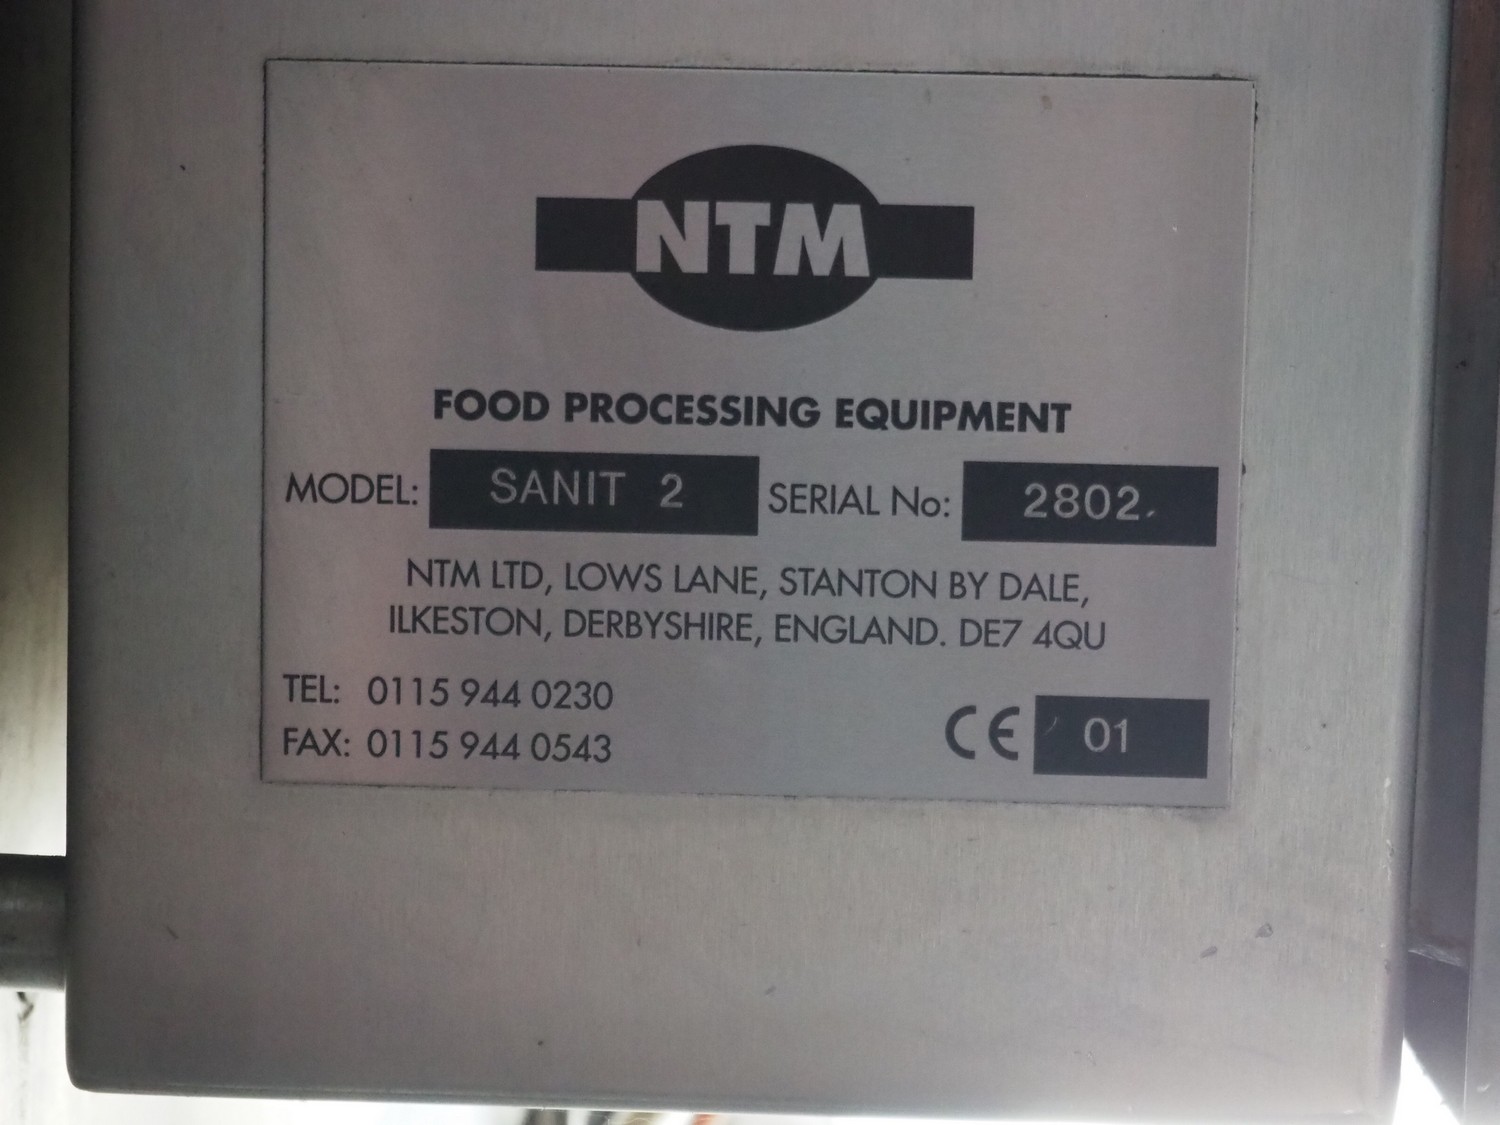 NTM
FOOD PROCESSING EQUIPMENT
MODEL: SANIT 2 SERIAL No: 2802.
NTM LTD, LOWS LANE, STANTON BY DALE,
ILKESTON, DERBYSHIRE, ENGLAND. DE7 4QU
TEL: 0115 944 0230
FAX: 0115 944 0543
CE 01